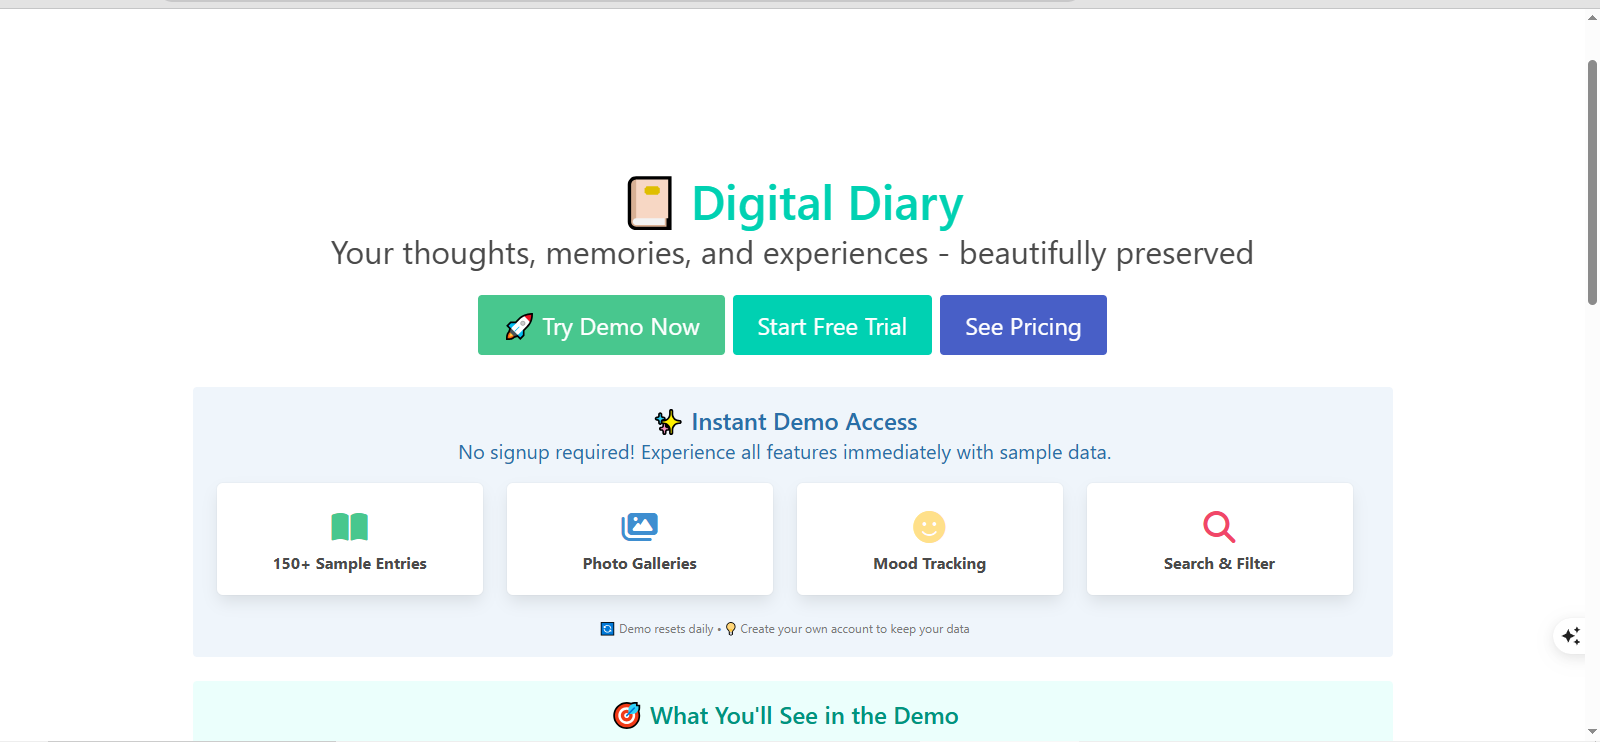 Digital Diary
Your thoughts, memories, and experiences - beautifully preserved
Try Demo Now
Start Free Trial
See Pricing
Instant Demo Access
No signup required! Experience all features immediately with sample data.
150+ Sample Entries
Photo Galleries
Mood Tracking
Search & Filter
Demo resets daily • Create your own account to keep your data
What You'll See in the Demo